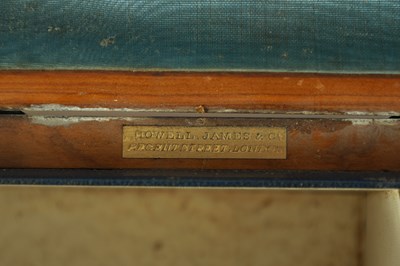 HOWELL JAMES & Co
REGENT STREET LONDON